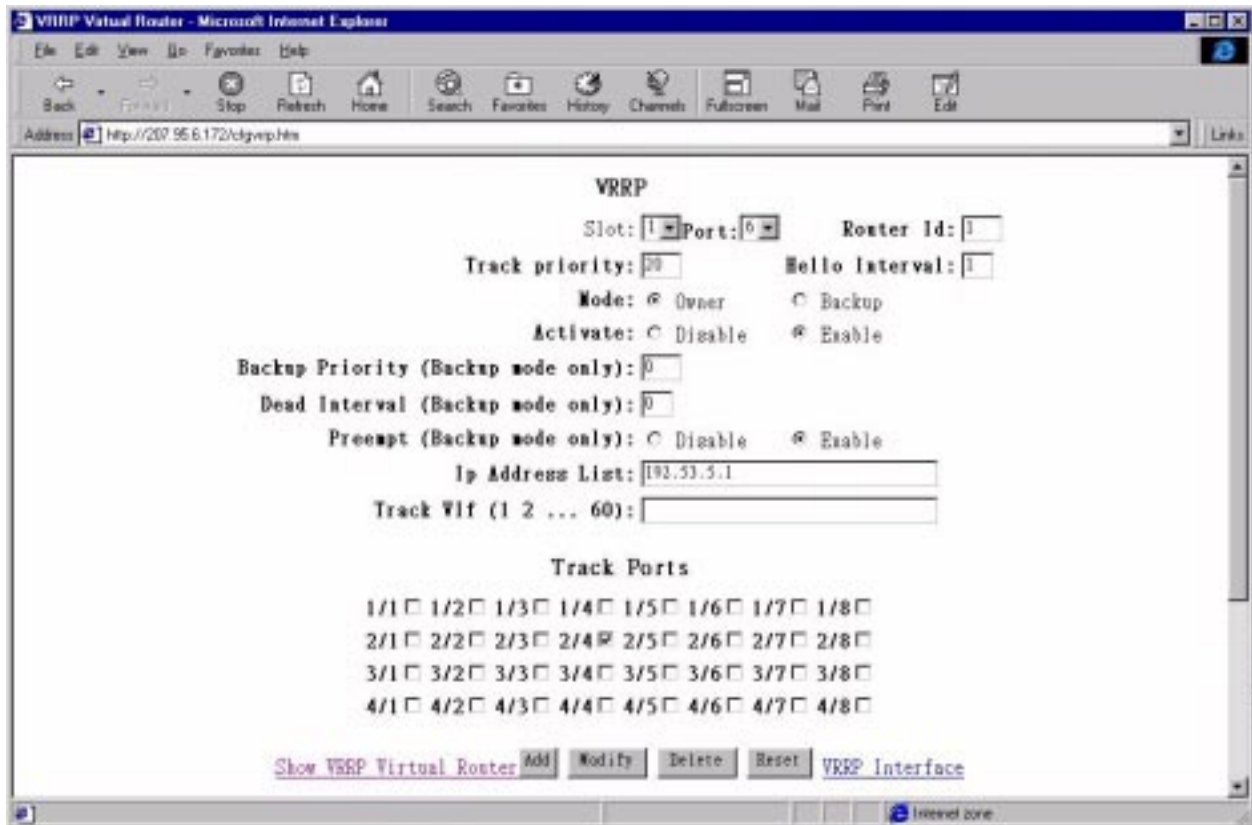 VRRP Virtual Router - Microsoft Internet Explorer
File Edit View Go Favorites Help
Back Forward Stop Refresh Home Search Favorites History Channels Fullscreen Mail Print Edit
Address http://207.95.6.172/cfgvrrp.htm Links
VRRP
Slot: 1 Port: 6 Router Id: 1
Track priority: 20 Hello Interval: 1
Mode: Owner Backup
Activate: Disable Enable
Backup Priority (Backup mode only): 0
Dead Interval (Backup mode only): 0
Preempt (Backup mode only): Disable Enable
Ip Address List: 192.53.5.1
Track VIf (1 2 ... 60):
Track Ports
1/1 1/2 1/3 1/4 1/5 1/6 1/7 1/8
2/1 2/2 2/3 2/4 2/5 2/6 2/7 2/8
3/1 3/2 3/3 3/4 3/5 3/6 3/7 3/8
4/1 4/2 4/3 4/4 4/5 4/6 4/7 4/8
Show VRRP Virtual Router Add Modify Delete Reset VRRP Interface
Internet zone